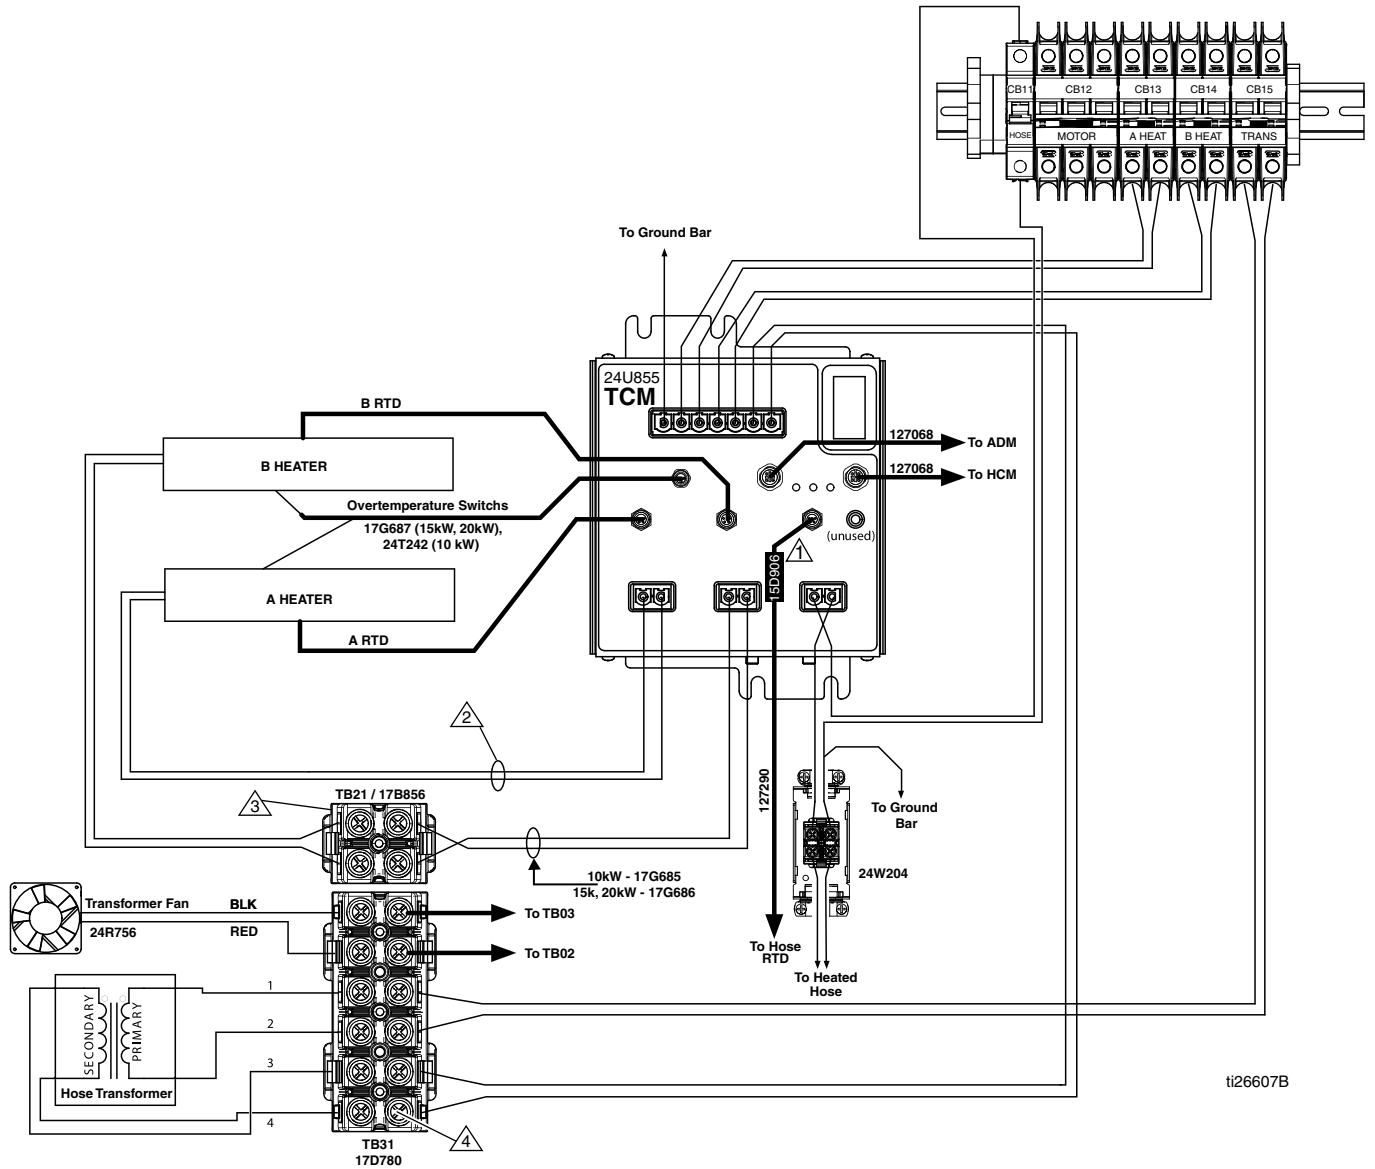 CB11 CB12 CB13 CB14 CB15
HOSE MOTOR A HEAT B HEAT TRANS
To Ground Bar
24U855
TCM
B RTD
127068 To ADM
B HEATER
127068 To HCM
Overtemperature Switchs
17G687 (15kW, 20kW),
24T242 (10 kW)
(unused)
1
15D906
A HEATER
A RTD
2
127290
3
TB21 / 17B856
To Ground
Bar
24W204
10kW - 17G685
15k, 20kW - 17G686
Transformer Fan
24R756
BLK
RED
To TB03
To TB02
To Hose
RTD
To Heated
Hose
1
2
3
4
SECONDARY
PRIMARY
Hose Transformer
ti26607B
4
TB31
17D780